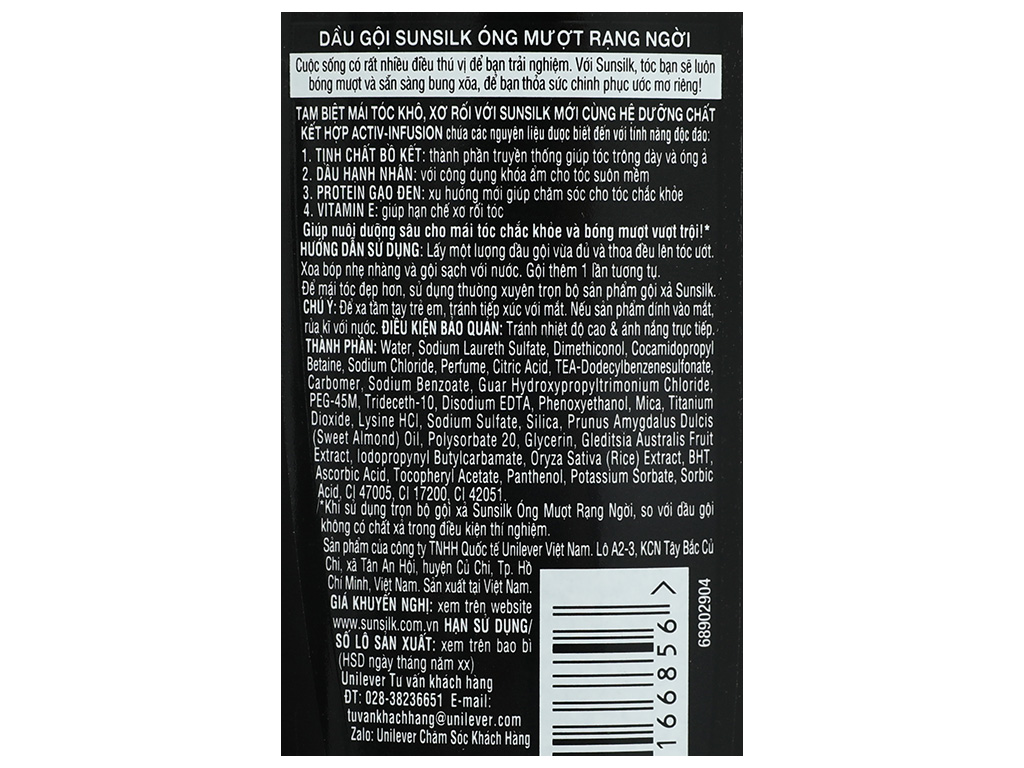 DẦU GỘI SUNSILK ÓNG MƯỢT RẠNG NGỜI
Cuộc sống có rất nhiều điều thú vị để bạn trải nghiệm. Với Sunsilk, tóc bạn sẽ luôn
bóng mượt và sẵn sàng bung xõa, để bạn thỏa sức chinh phục ước mơ riêng!
TẠM BIỆT MÁI TÓC KHÔ, XƠ RỐI VỚI SUNSILK MỚI CÙNG HỆ DƯỠNG CHẤT
KẾT HỢP ACTIV-INFUSION chứa các nguyên liệu được biết đến với tính năng độc đáo:
1. TINH CHẤT BỒ KẾT: thành phần truyền thống giúp tóc trông dày và óng ả
2. DẦU HẠNH NHÂN: với công dụng khóa ẩm cho tóc suôn mềm
3. PROTEIN GẠO ĐEN: xu hướng mới giúp chăm sóc cho tóc chắc khỏe
4. VITAMIN E: giúp hạn chế xơ rối tóc
Giúp nuôi dưỡng sâu cho mái tóc chắc khỏe và bóng mượt vượt trội!*
HƯỚNG DẪN SỬ DỤNG: Lấy một lượng dầu gội vừa đủ và thoa đều lên tóc ướt.
Xoa bóp nhẹ nhàng và gội sạch với nước. Gội thêm 1 lần tương tự.
Để mái tóc đẹp hơn, sử dụng thường xuyên trọn bộ sản phẩm gội xả Sunsilk.
CHÚ Ý: Để xa tầm tay trẻ em, tránh tiếp xúc với mắt. Nếu sản phẩm dính vào mắt,
rửa kĩ với nước. ĐIỀU KIỆN BẢO QUẢN: Tránh nhiệt độ cao & ánh nắng trực tiếp.
THÀNH PHẦN: Water, Sodium Laureth Sulfate, Dimethiconol, Cocamidopropyl
Betaine, Sodium Chloride, Perfume, Citric Acid, TEA-Dodecylbenzenesulfonate,
Carbomer, Sodium Benzoate, Guar Hydroxypropyltrimonium Chloride,
PEG-45M, Trideceth-10, Disodium EDTA, Phenoxyethanol, Mica, Titanium
Dioxide, Lysine HCl, Sodium Sulfate, Silica, Prunus Amygdalus Dulcis
(Sweet Almond) Oil, Polysorbate 20, Glycerin, Gleditsia Australis Fruit
Extract, Iodopropynyl Butylcarbamate, Oryza Sativa (Rice) Extract, BHT,
Ascorbic Acid, Tocopheryl Acetate, Panthenol, Potassium Sorbate, Sorbic
Acid, CI 47005, CI 17200, CI 42051.
*Khi sử dụng trọn bộ gội xả Sunsilk Óng Mượt Rạng Ngời, so với dầu gội
không có chất xả trong điều kiện thí nghiệm.
Sản phẩm của công ty TNHH Quốc tế Unilever Việt Nam. Lô A2-3, KCN Tây Bắc Củ
Chi, xã Tân An Hội, huyện Củ Chi, Tp. Hồ
Chí Minh, Việt Nam. Sản xuất tại Việt Nam.
GIÁ KHUYẾN NGHỊ: xem trên website
www.sunsilk.com.vn HẠN SỬ DỤNG/
SỐ LÔ SẢN XUẤT: xem trên bao bì
(HSD ngày tháng năm xx)
Unilever Tư vấn khách hàng
ĐT: 028-38236651 E-mail:
tuvankhachhang@unilever.com
Zalo: Unilever Chăm Sóc Khách Hàng
166856 >
68902904